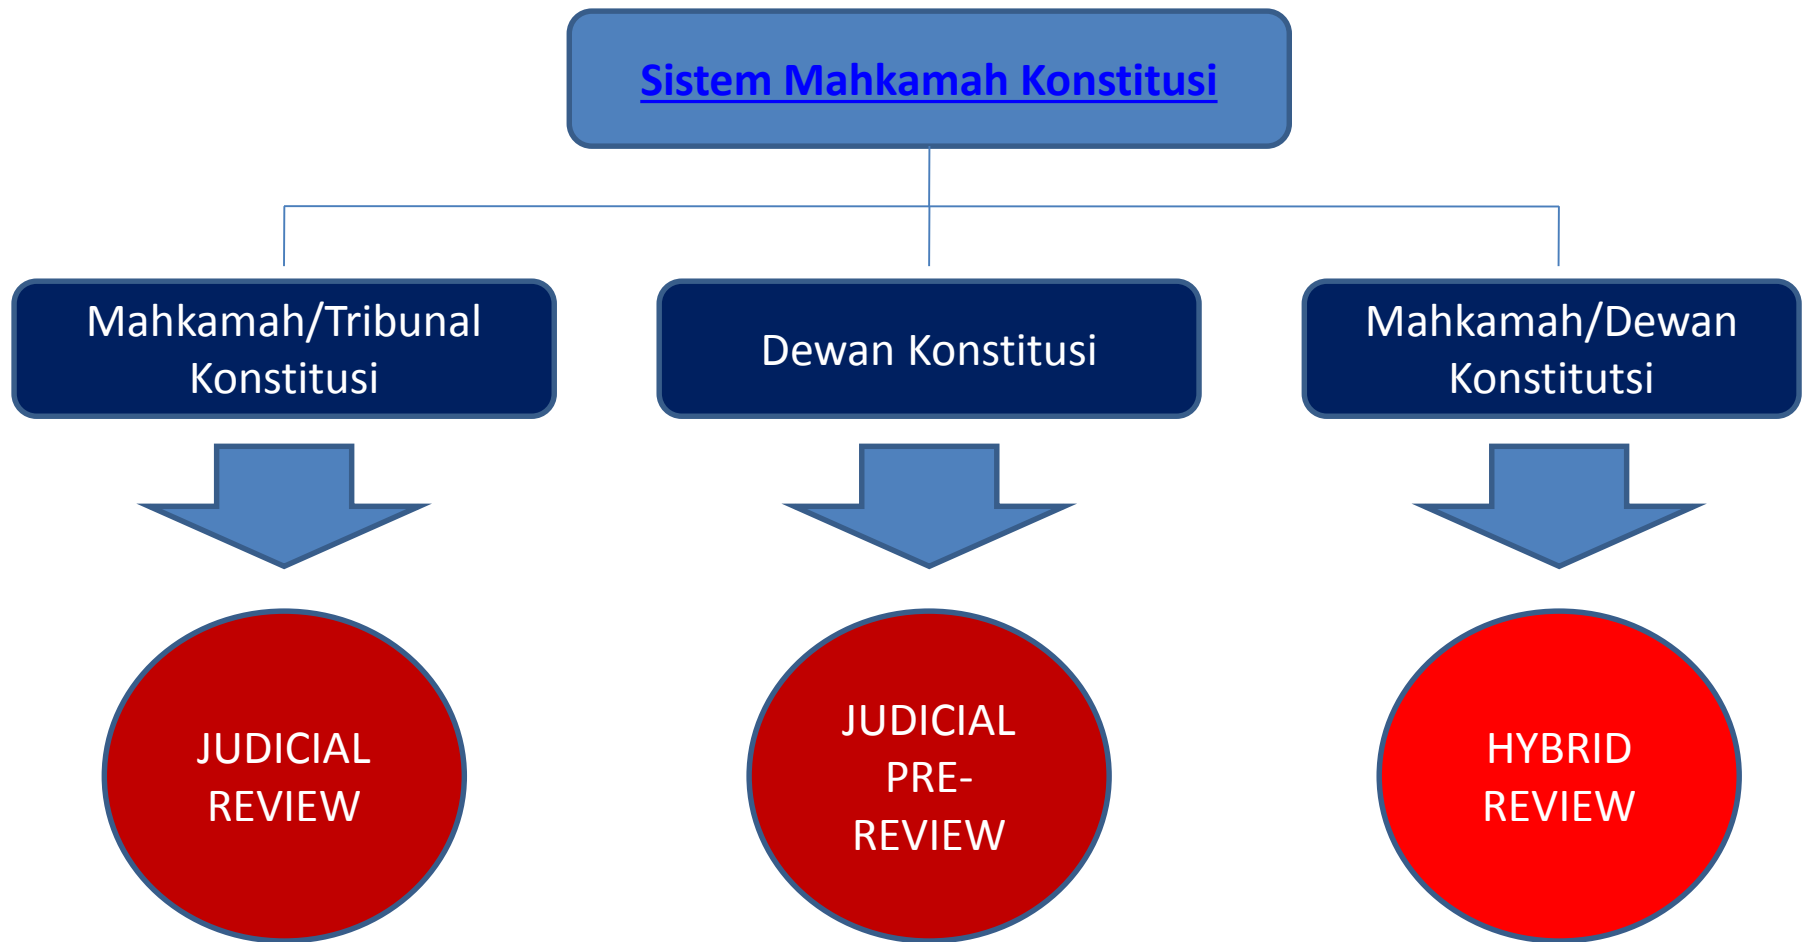 Sistem Mahkamah Konstitusi
Mahkamah/Tribunal
Konstitusi
Dewan Konstitusi
Mahkamah/Dewan
Konstitutsi
JUDICIAL
REVIEW
JUDICIAL
PRE-
REVIEW
HYBRID
REVIEW